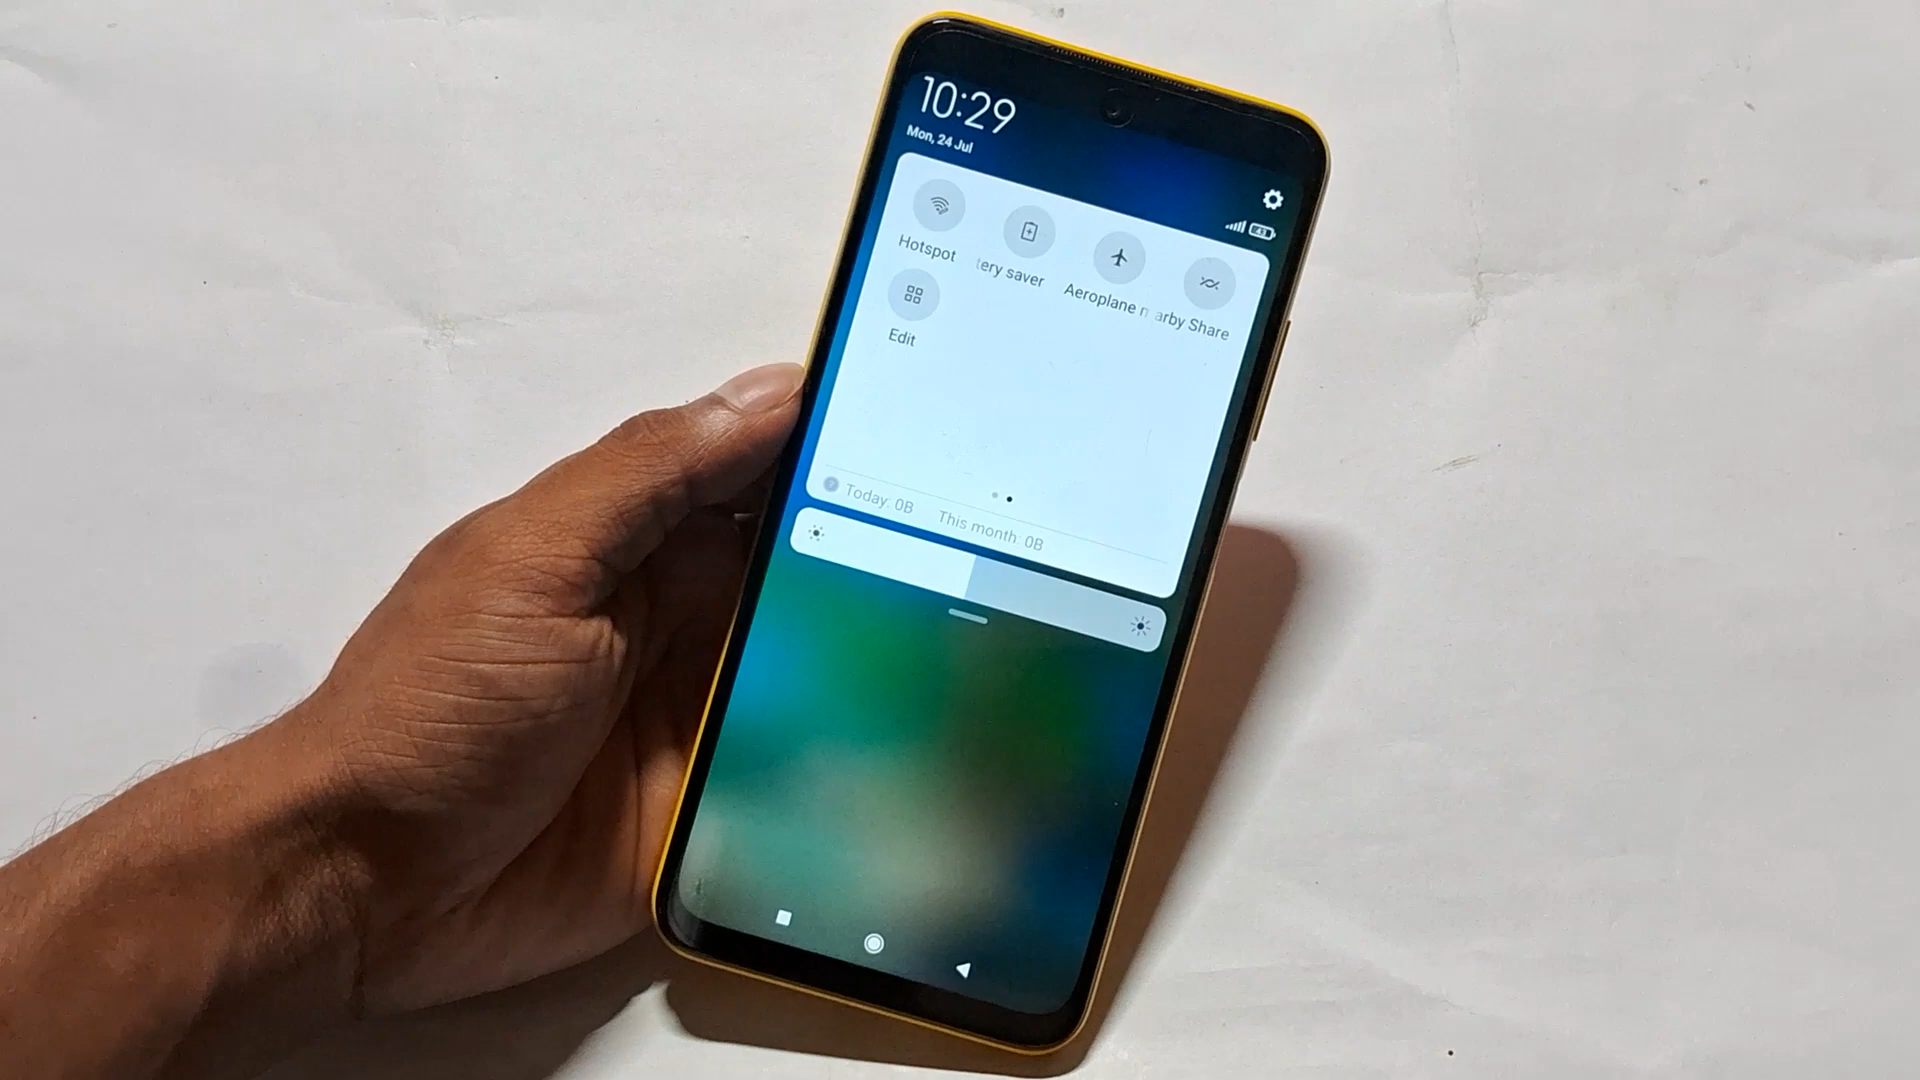 10:29
Mon, 24 Jul
Hotspot
tery saver
Aeroplane m
arby Share
Edit
Today: 0B This month: 0B